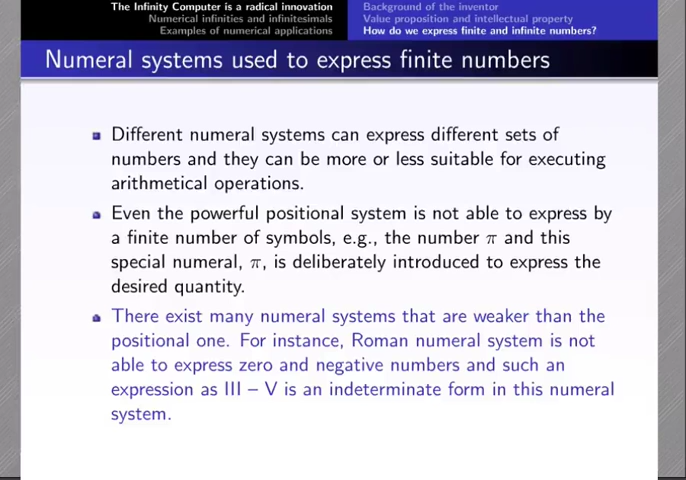 The Infinity Computer is a radical innovation
Numerical infinities and infinitesimals
Examples of numerical applications
Background of the inventor
Value proposition and intellectual property
How do we express finite and infinite numbers?
Numeral systems used to express finite numbers
Different numeral systems can express different sets of
numbers and they can be more or less suitable for executing
arithmetical operations.
Even the powerful positional system is not able to express by
a finite number of symbols, e.g., the number π and this
special numeral, π, is deliberately introduced to express the
desired quantity.
There exist many numeral systems that are weaker than the
positional one. For instance, Roman numeral system is not
able to express zero and negative numbers and such an
expression as III – V is an indeterminate form in this numeral
system.